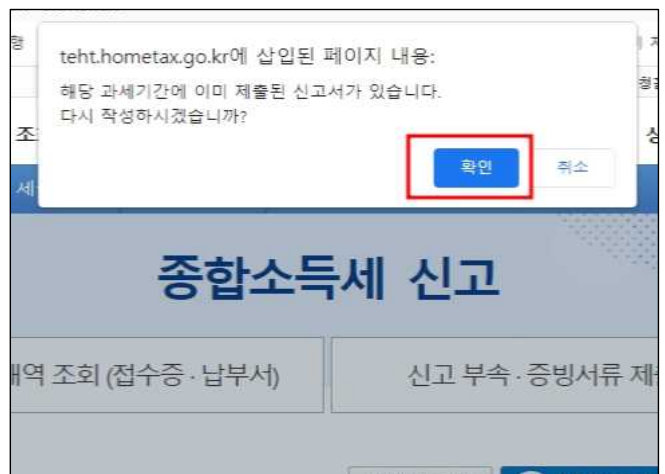 teht.hometax.go.kr에 삽입된 페이지 내용:
해당 과세기간에 이미 제출된 신고서가 있습니다.
다시 작성하시겠습니까?
확인 취소
종합소득세 신고
내역 조회 (접수증 · 납부서) 신고 부속 · 증빙서류 제